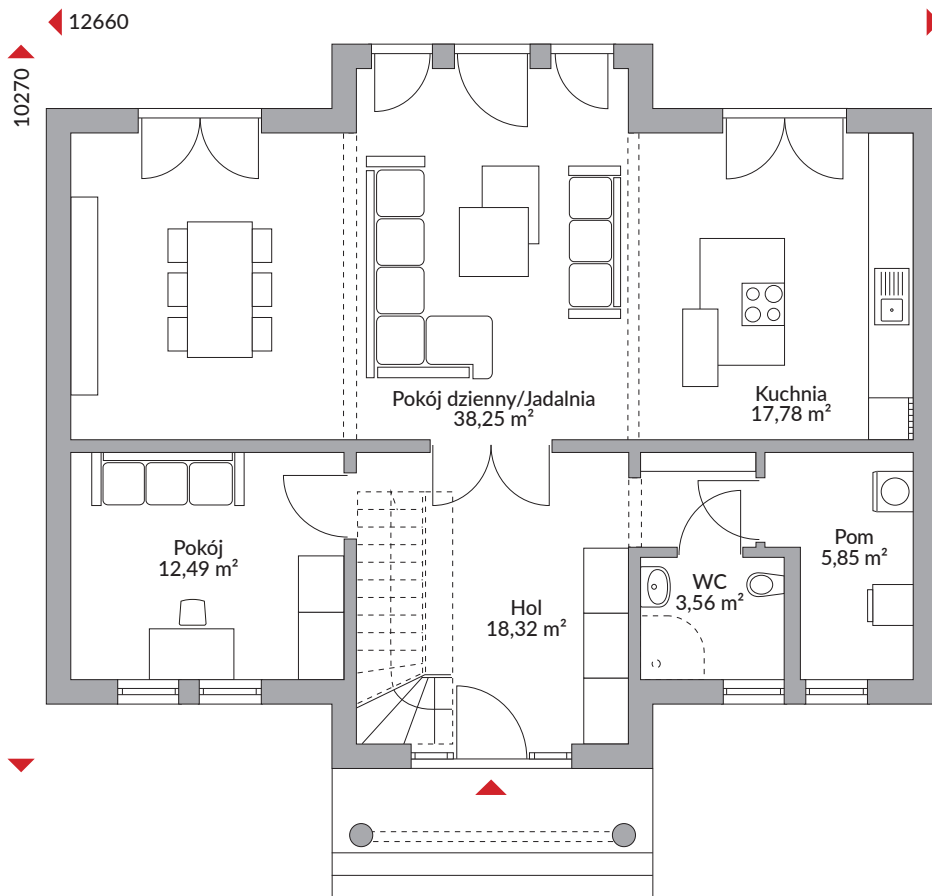 12660
10270
Pokój dzienny/Jadalnia
38,25 m²
Kuchnia
17,78 m²
Pokój
12,49 m²
Hol
18,32 m²
WC
3,56 m²
Pom
5,85 m²